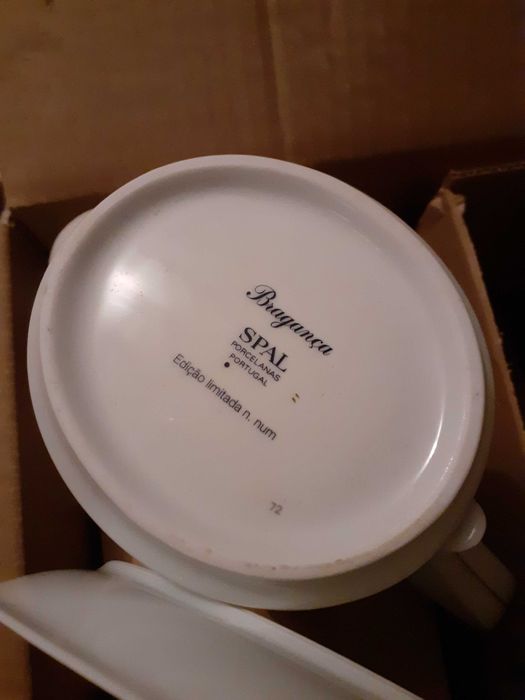 Bragança
SPAL
PORCELANAS
PORTUGAL
Edição limitada n. num
72